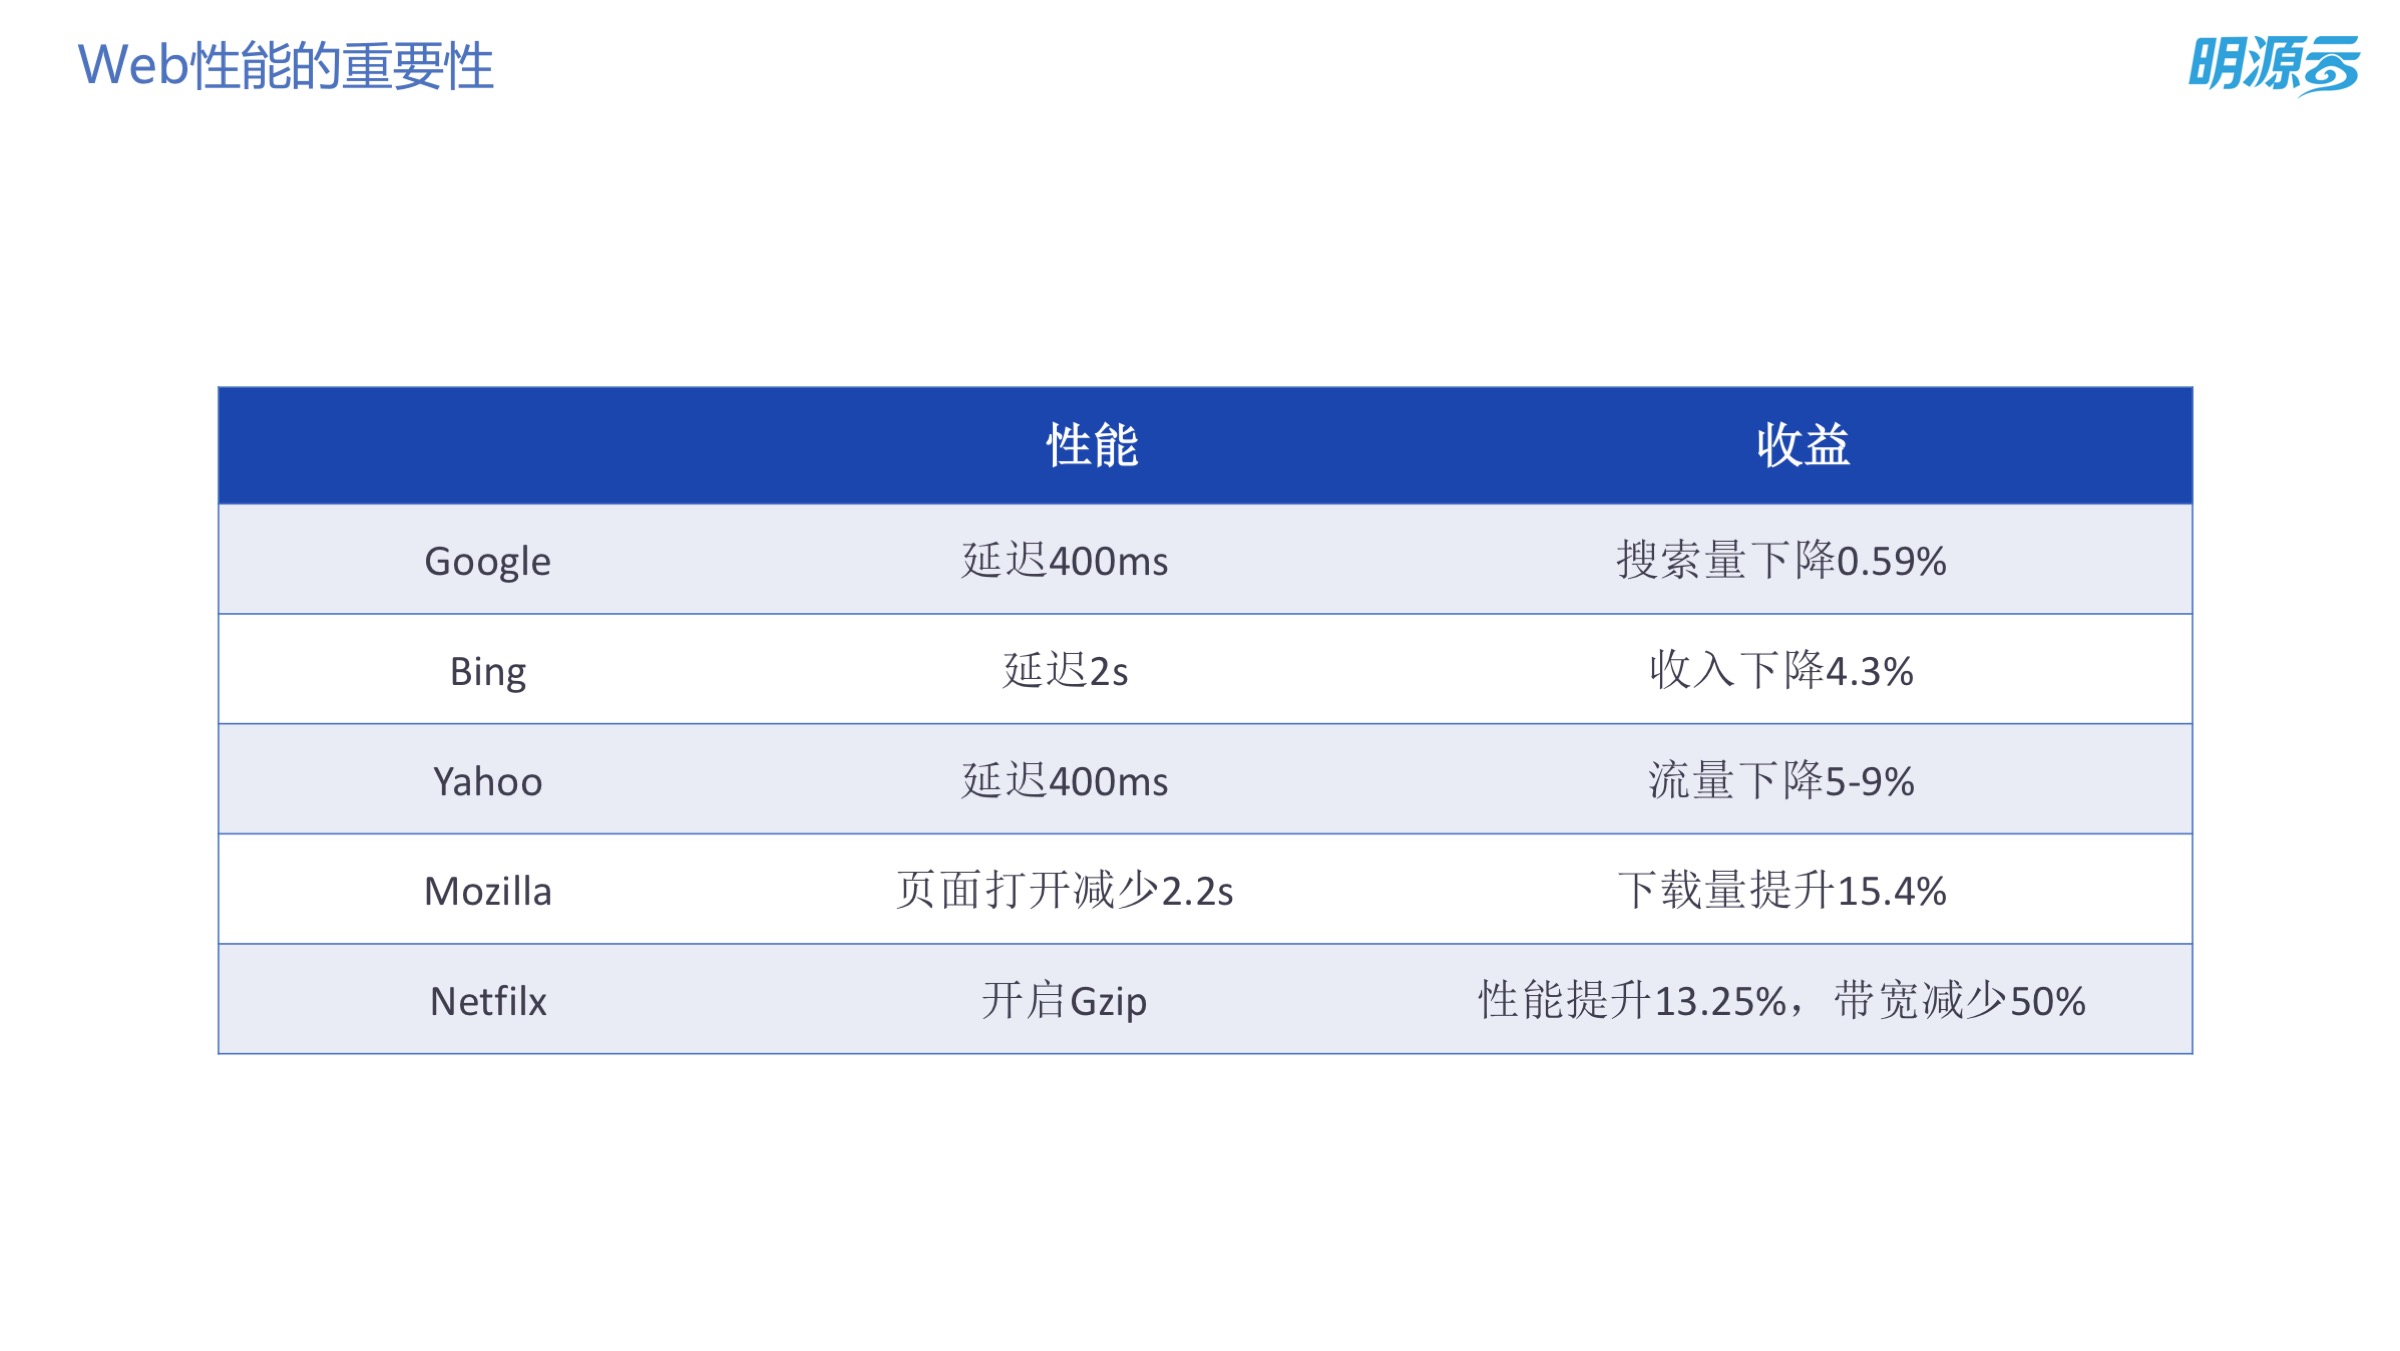 Web性能的重要性
明源云
性能 收益
Google 延迟400ms 搜索量下降0.59%
Bing 延迟2s 收入下降4.3%
Yahoo 延迟400ms 流量下降5-9%
Mozilla 页面打开减少2.2s 下载量提升15.4%
Netfilx 开启Gzip 性能提升13.25%，带宽减少50%